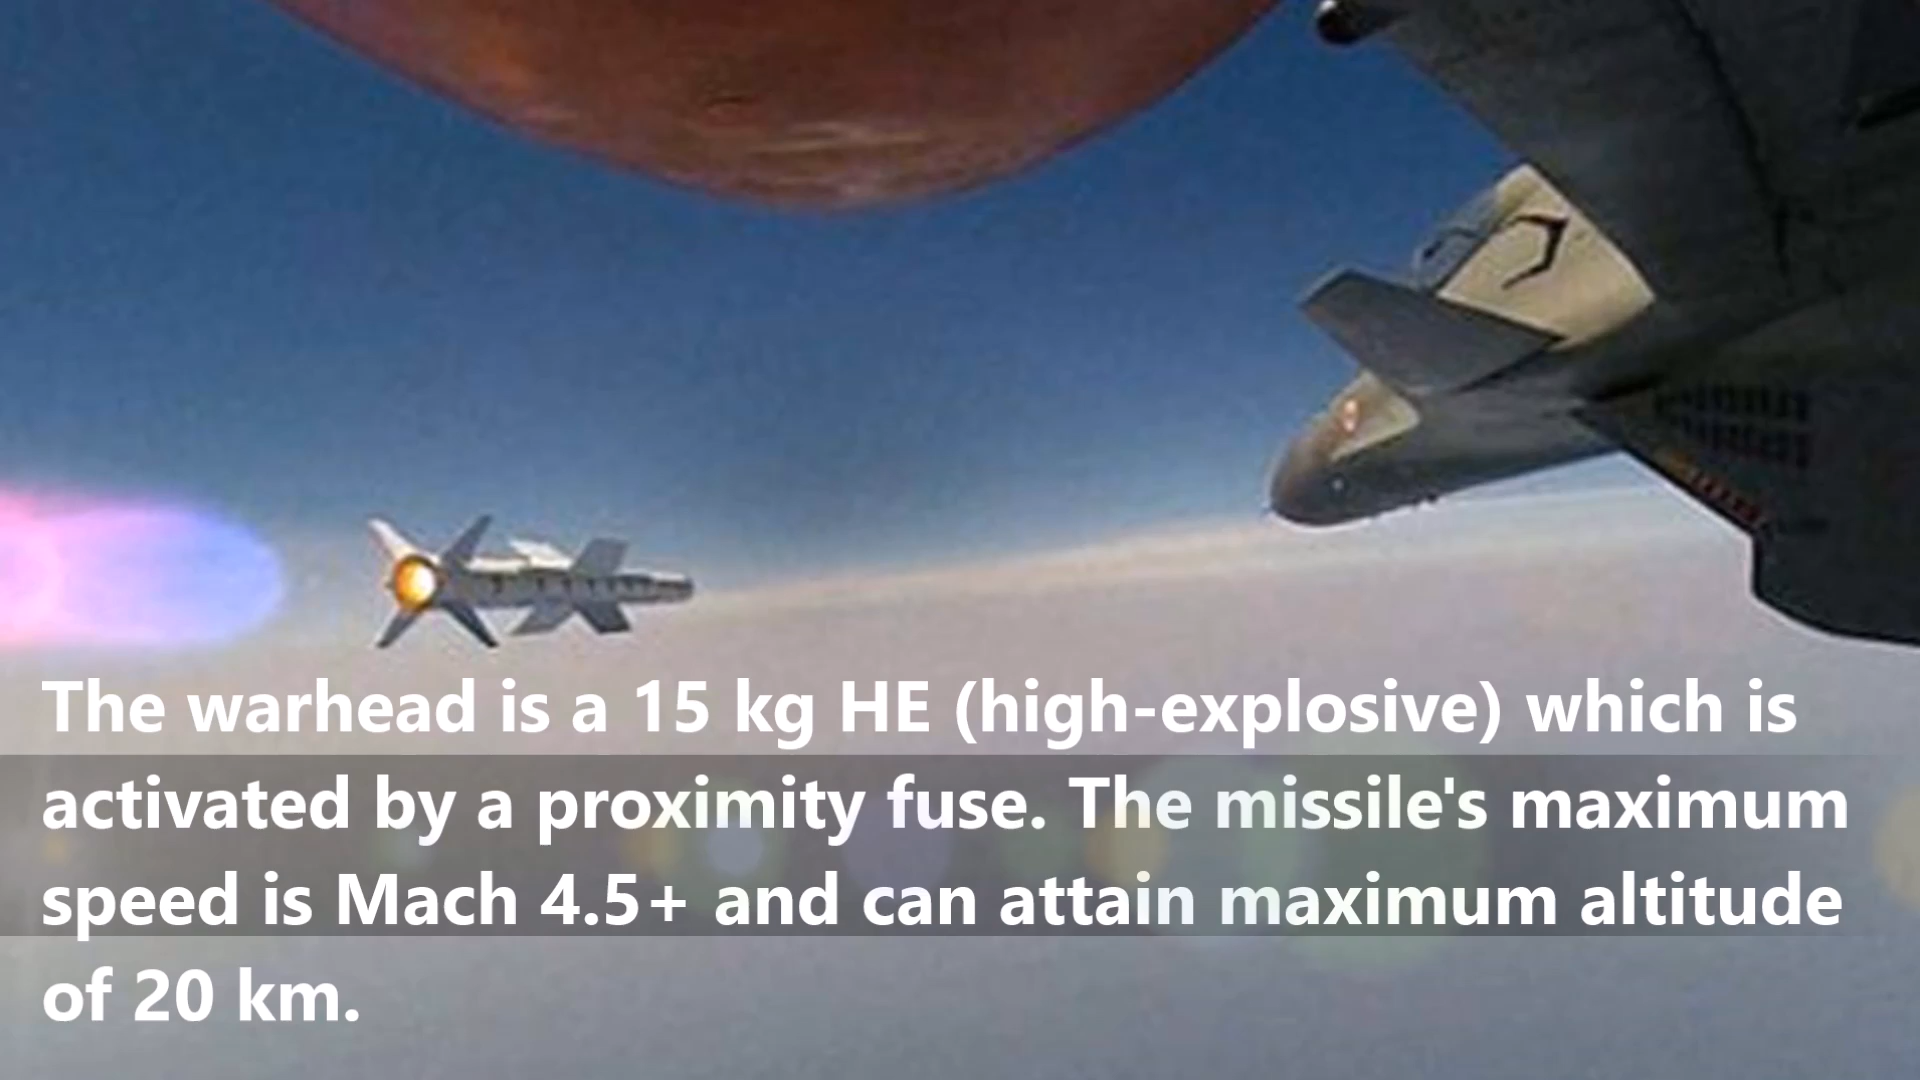 The warhead is a 15 kg HE (high-explosive) which is
activated by a proximity fuse. The missile's maximum
speed is Mach 4.5+ and can attain maximum altitude
of 20 km.